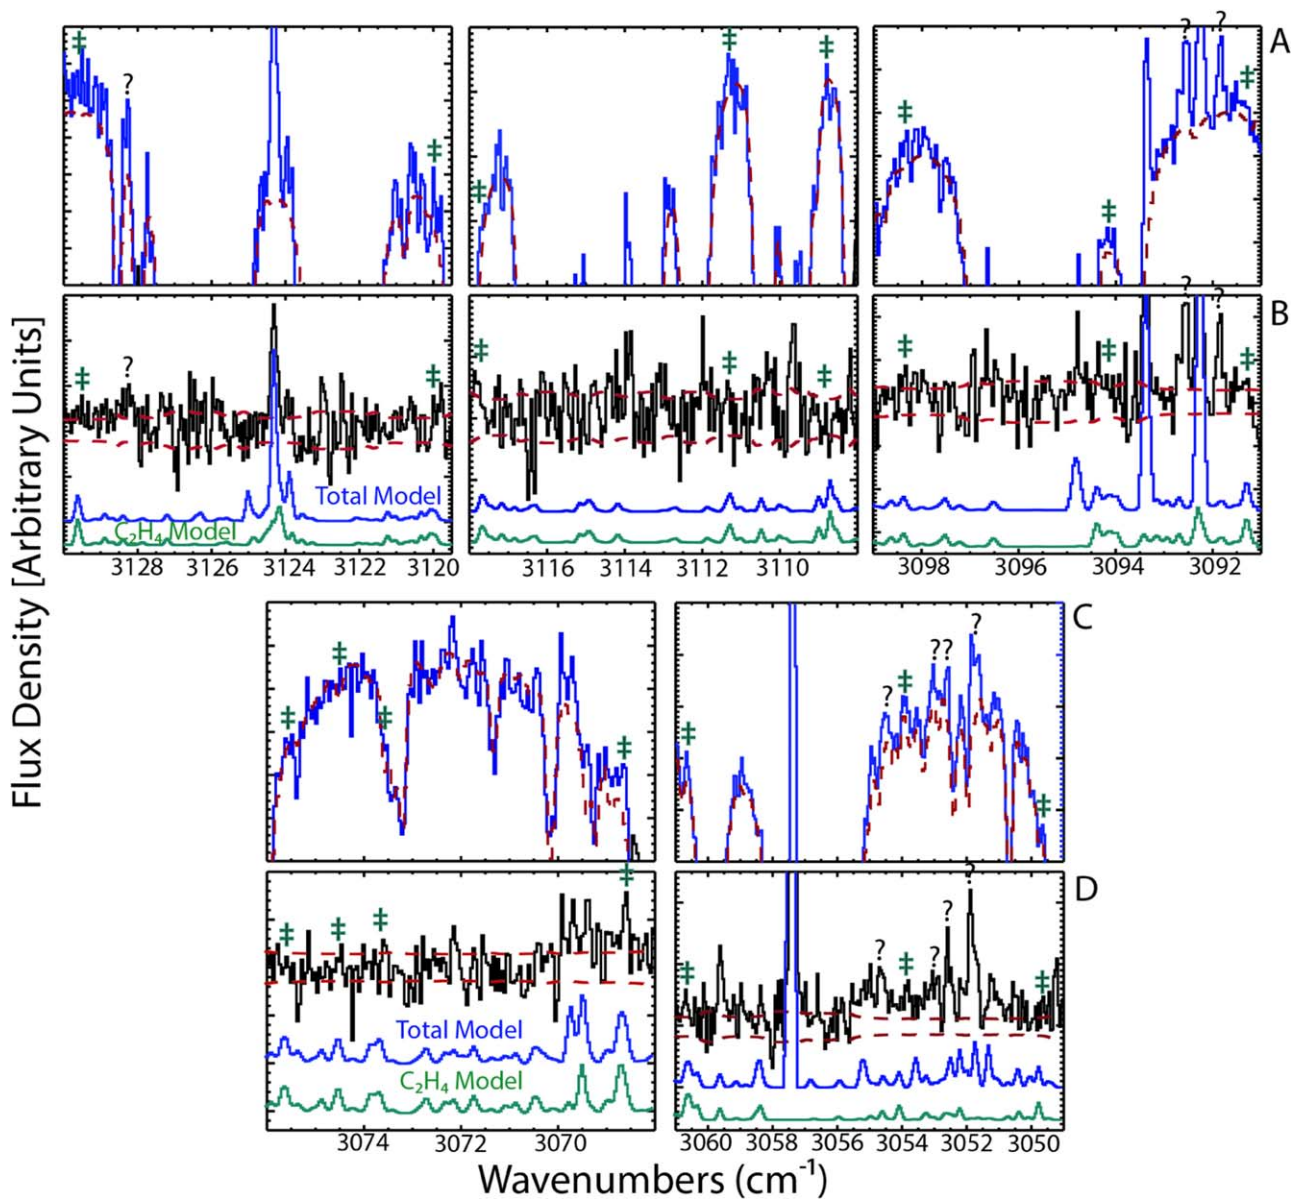 ‡ ? ‡ ‡ ‡ ‡ ‡ ‡ ? ? ‡ A
‡ ? ‡ ‡ ‡ ‡ ‡ ‡ ? ? ‡ B
Total Model
C₂H₄ Model
3128 3126 3124 3122 3120 3116 3114 3112 3110 3098 3096 3094 3092
‡ ‡ ‡ ‡ ‡ ? ‡ ?? ? ‡ C
‡ ‡ ‡ ‡ ‡ ? ‡ ? ? ? ‡ D
Total Model
C₂H₄ Model
3074 3072 3070 3060 3058 3056 3054 3052 3050
Flux Density [Arbitrary Units]
Wavenumbers (cm⁻¹)